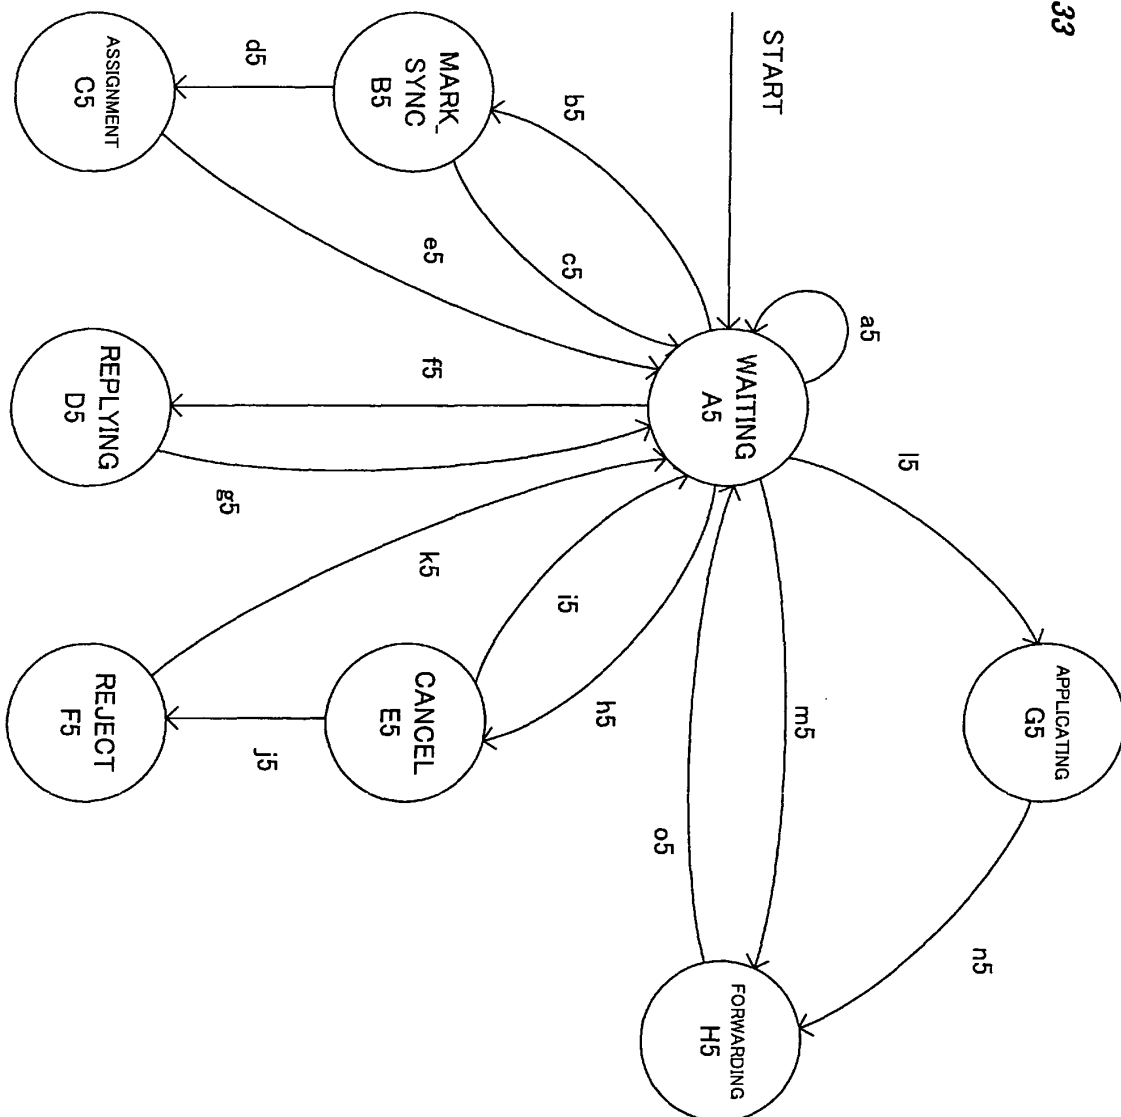 33
APPLICATING
G5
n5
l5
a5
m5
START
WAITING
A5
FORWARDING
H5
o5
h5
b5
c5
i5
MARK_
SYNC
B5
CANCEL
E5
e5
f5
k5
d5
g5
j5
ASSIGNMENT
C5
REPLYING
D5
REJECT
F5